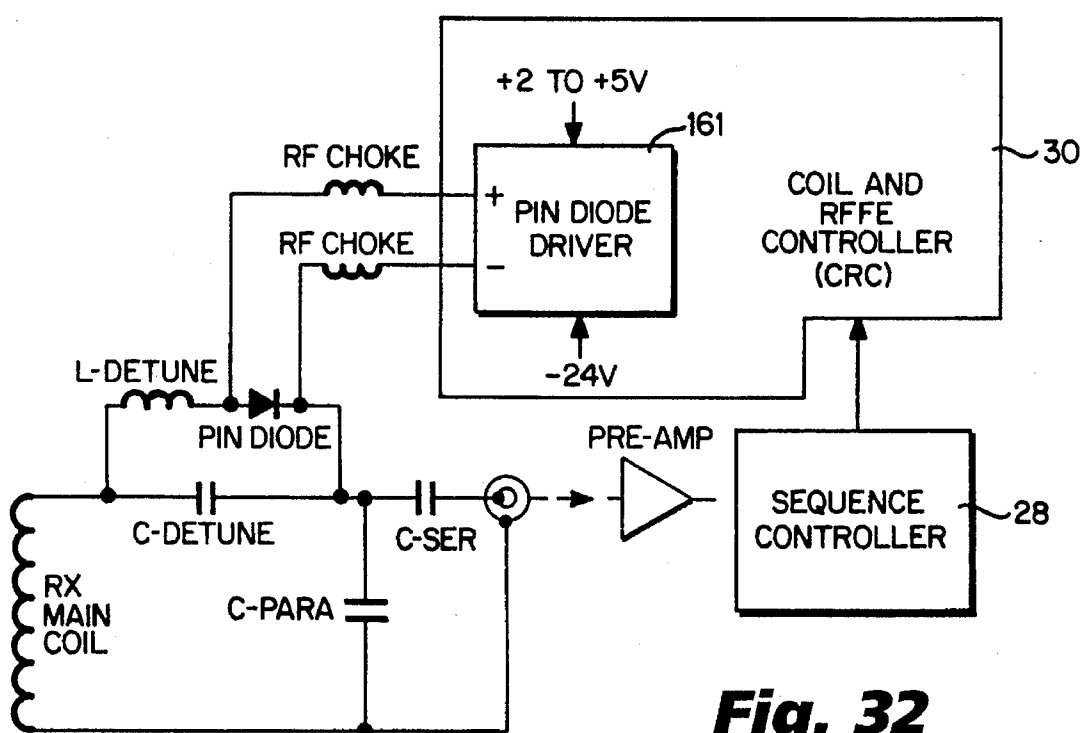 +2 TO +5V
161
RF CHOKE
30
+
PIN DIODE
DRIVER
COIL AND
RFFE
CONTROLLER
(CRC)
RF CHOKE
−
-24V
L-DETUNE
PIN DIODE
PRE-AMP
C-DETUNE
C-SER
SEQUENCE
CONTROLLER
28
RX
MAIN
COIL
C-PARA
Fig. 32